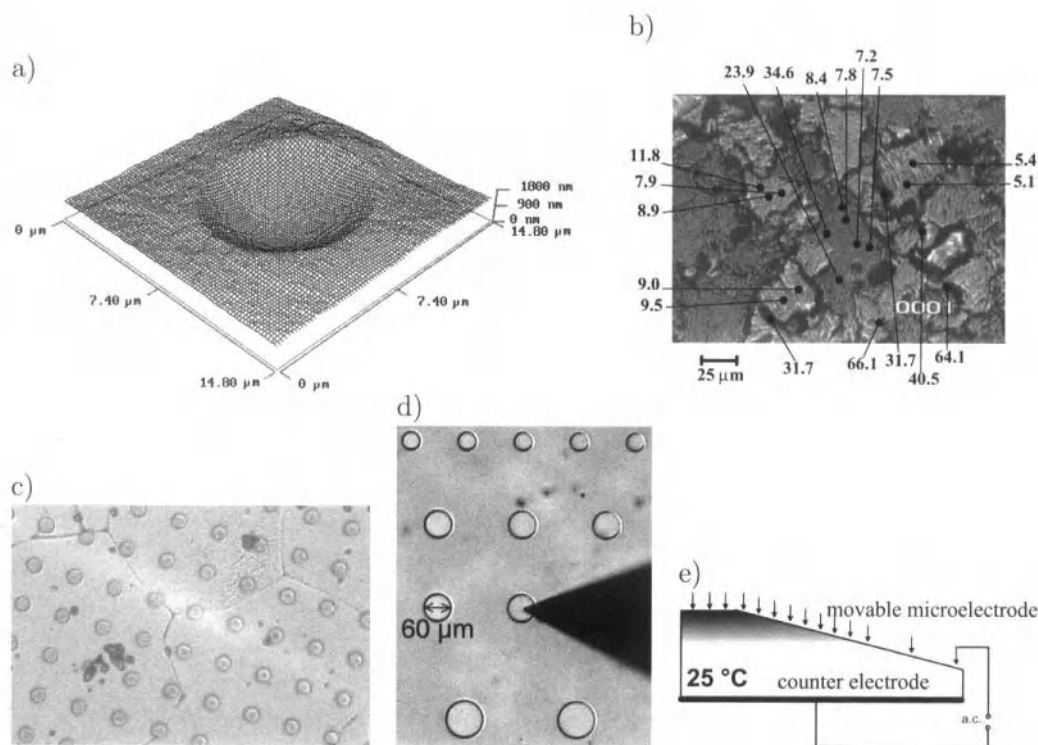 a)
1800 nm
900 nm
0 nm
14.80 µm
0 µm
7.40 µm
7.40 µm
14.80 µm
0 µm
b)
7.2
23.9 34.6 8.4 7.8 7.5
11.8
7.9
8.9
5.4
5.1
9.0
9.5
0001
31.7 66.1 31.7 64.1
40.5
25 µm
c)
d)
60 µm
e)
movable microelectrode
25 °C
counter electrode
a.c.